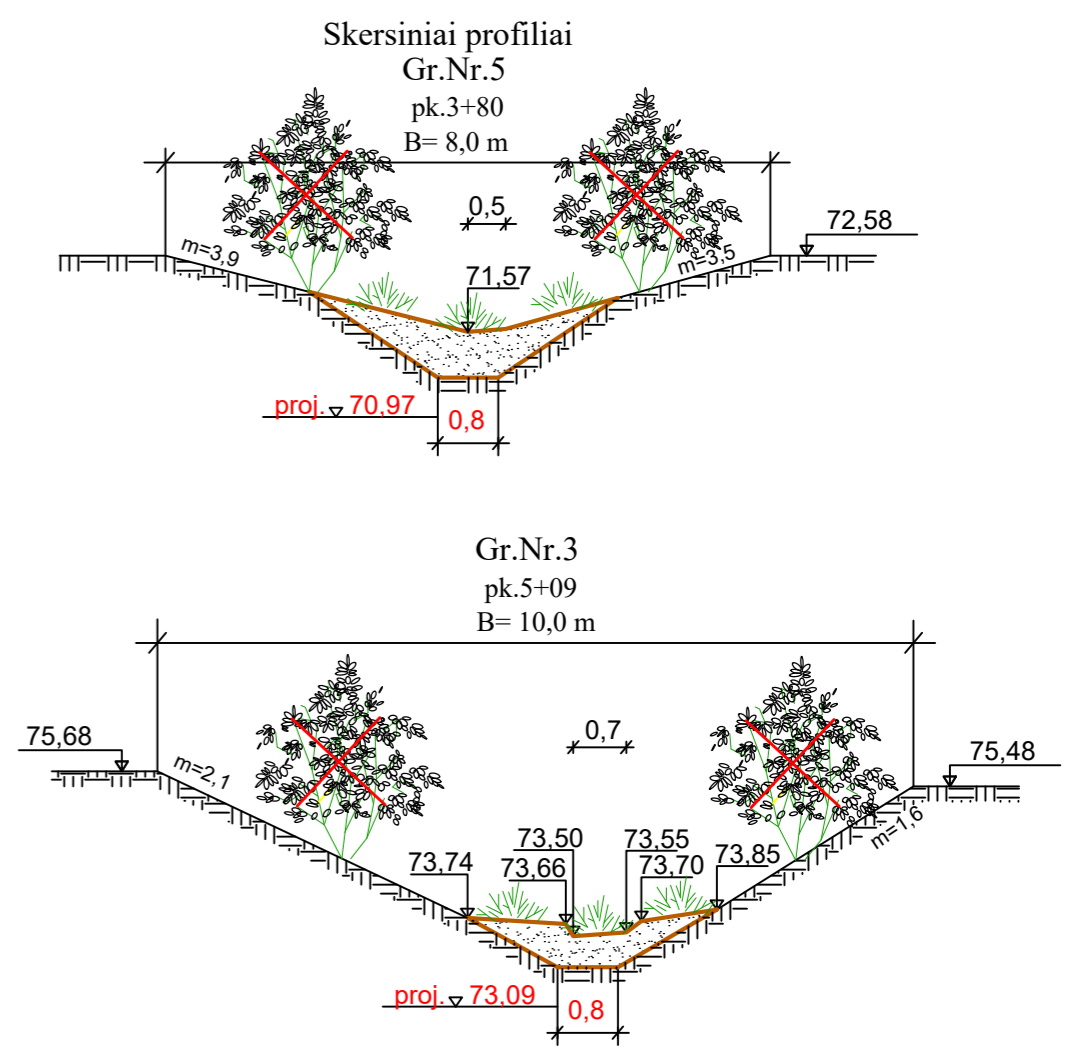 Skersiniai profiliai
Gr.Nr.5
pk.3+80
B= 8,0 m
0,5
72,58
m=3,9
m=3,5
71,57
proj. 70,97
0,8
Gr.Nr.3
pk.5+09
B= 10,0 m
75,68
0,7
75,48
m=2,1
m=1,6
73,50
73,55
73,74
73,66
73,70
73,85
proj. 73,09
0,8